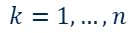 k = 1, … , n